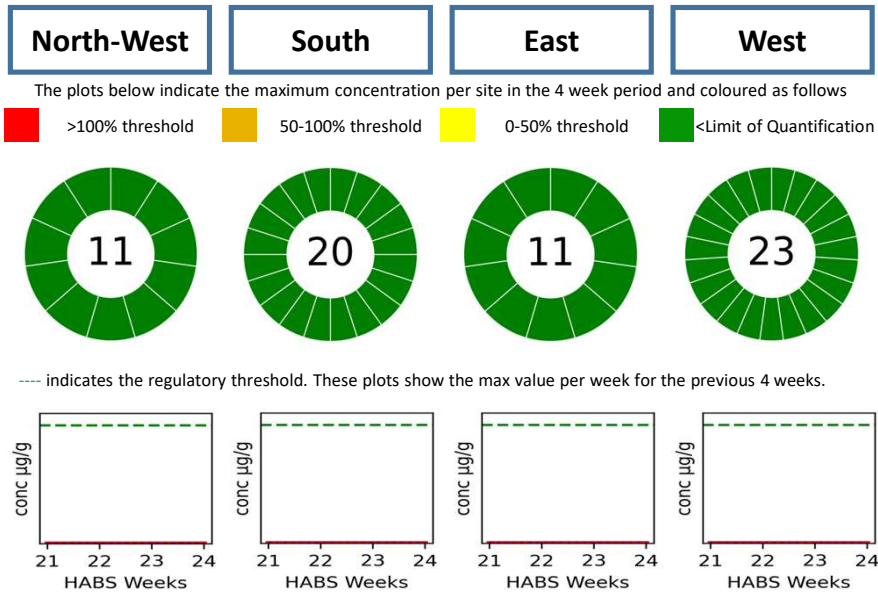 North-West South East West
The plots below indicate the maximum concentration per site in the 4 week period and coloured as follows
>100% threshold 50-100% threshold 0-50% threshold <Limit of Quantification
11 20 11 23
---- indicates the regulatory threshold. These plots show the max value per week for the previous 4 weeks.
conc µg/g conc µg/g conc µg/g conc µg/g
21 22 23 24 21 22 23 24 21 22 23 24 21 22 23 24
HABS Weeks HABS Weeks HABS Weeks HABS Weeks